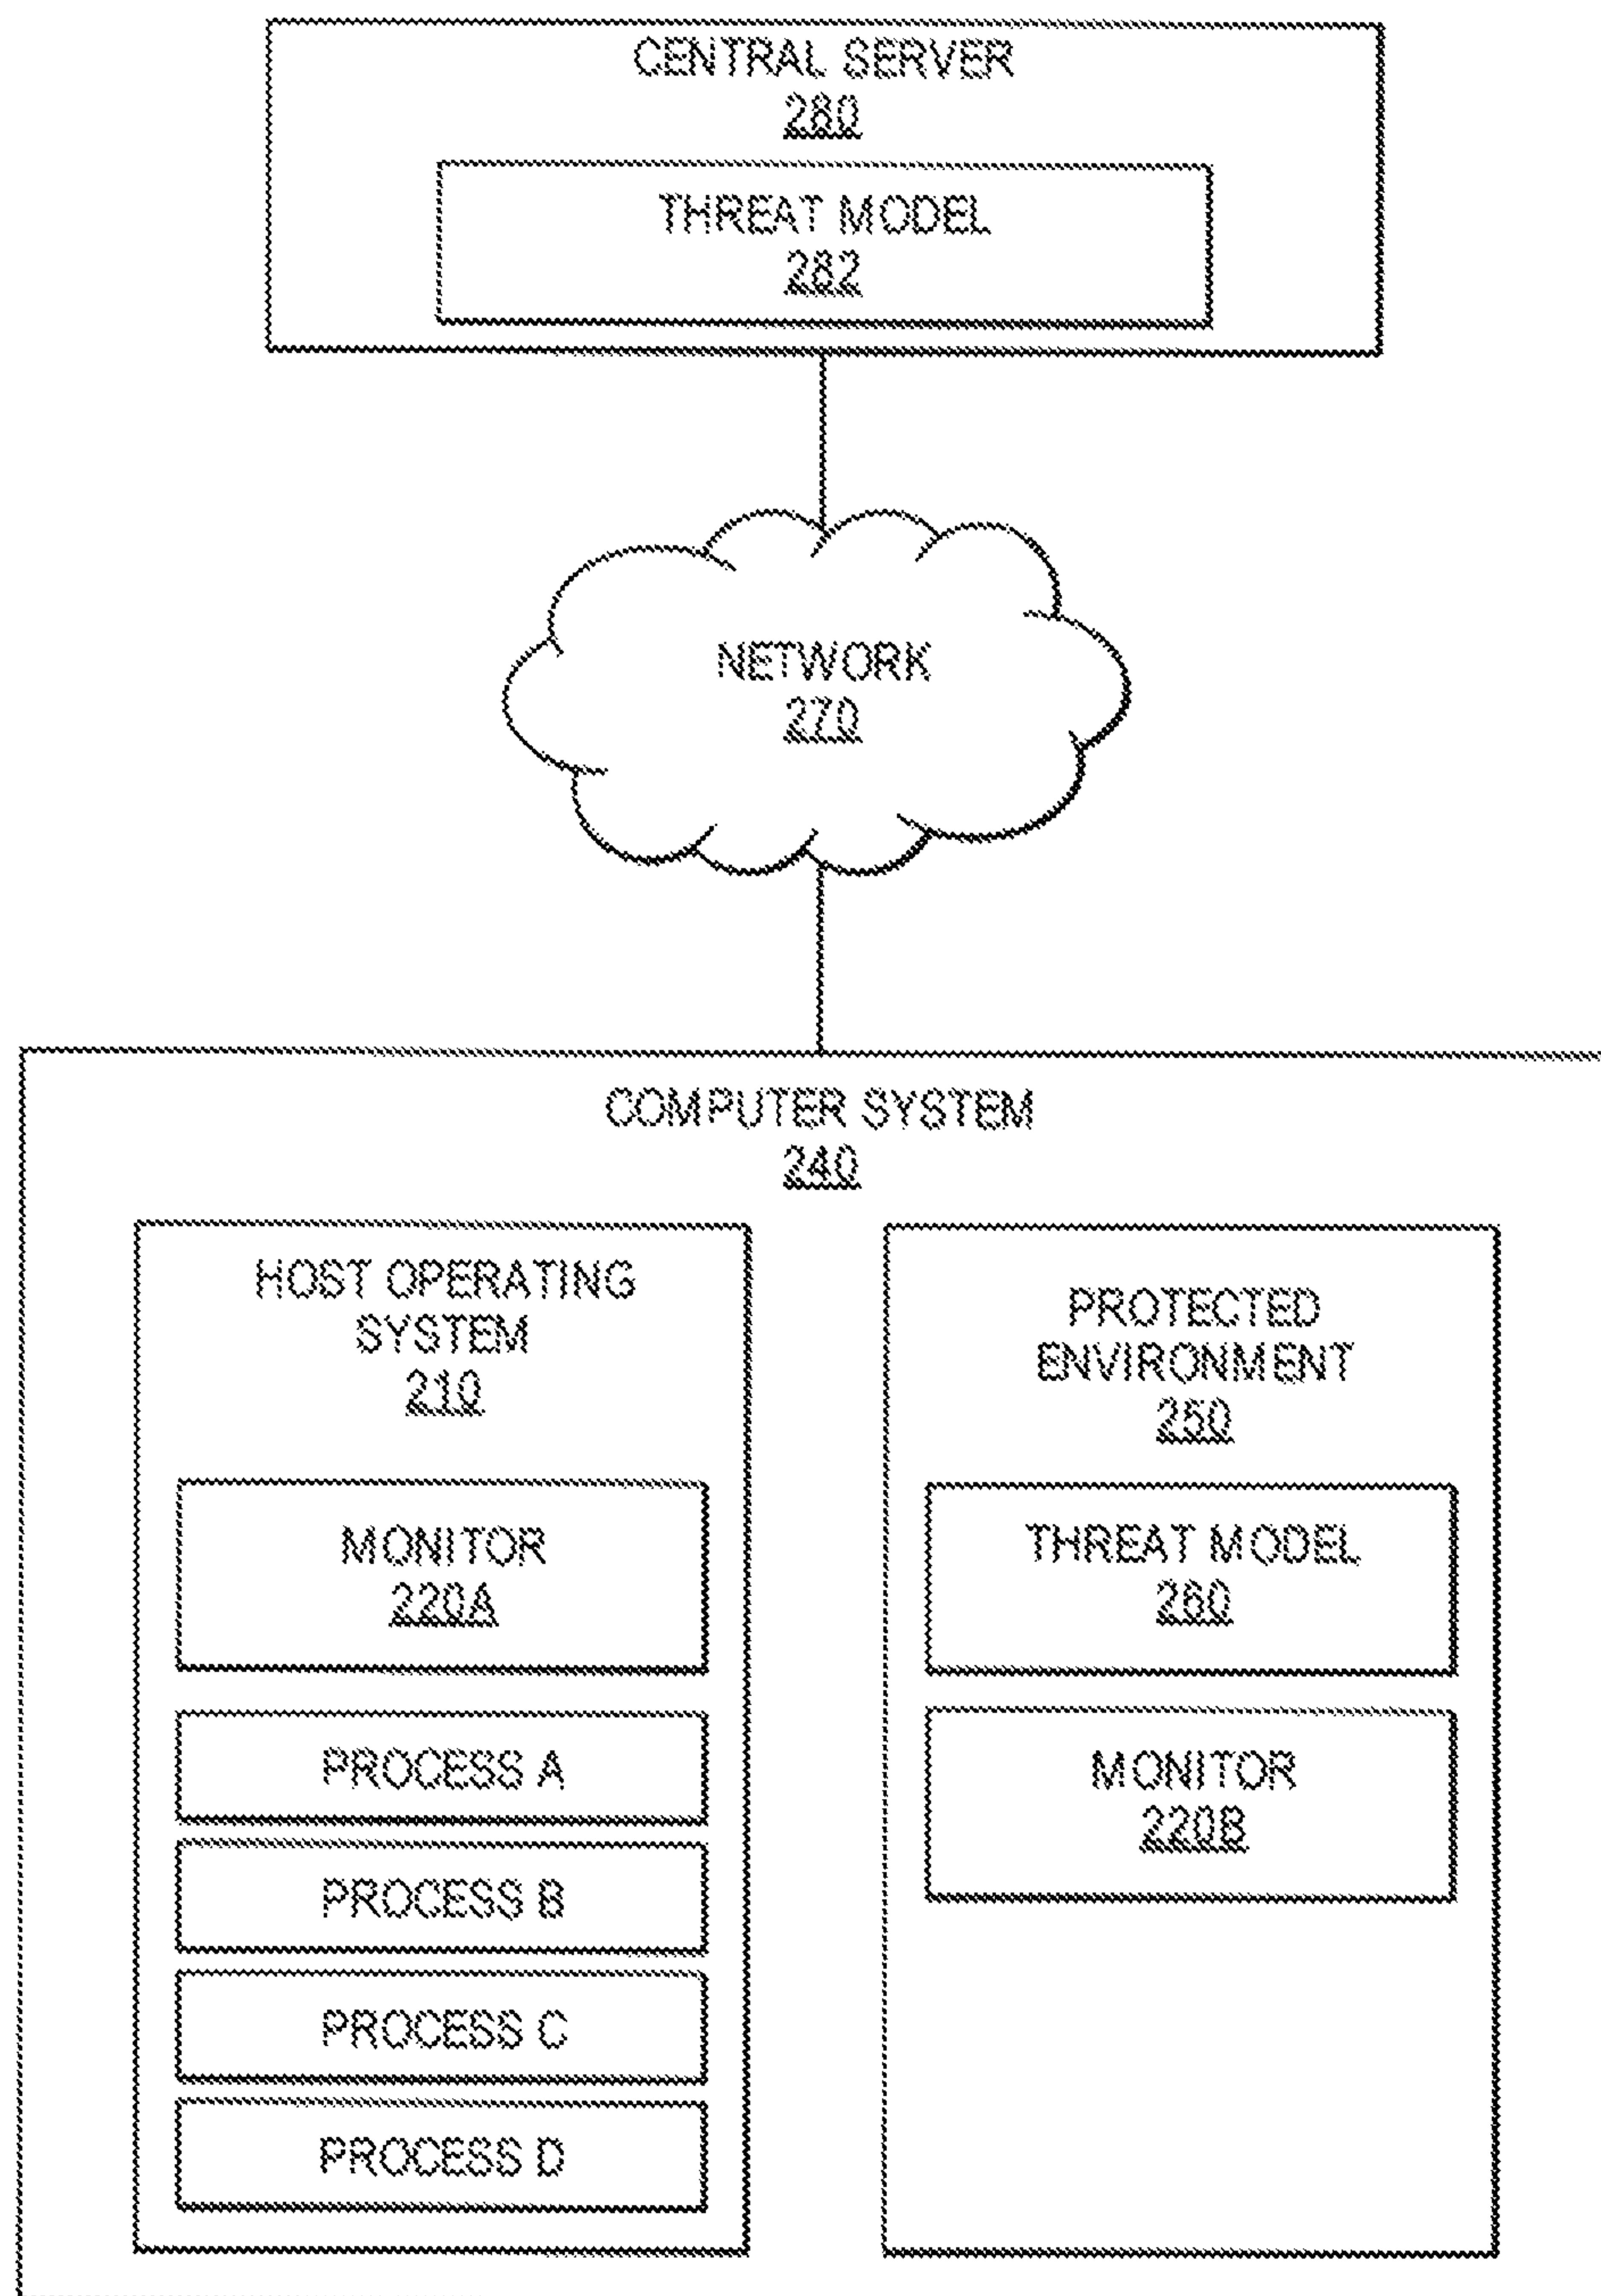 CENTRAL SERVER
280
THREAT MODEL
282
NETWORK
270
COMPUTER SYSTEM
240
HOST OPERATING
SYSTEM
210
MONITOR
220A
PROCESS A
PROCESS B
PROCESS C
PROCESS D
PROTECTED
ENVIRONMENT
250
THREAT MODEL
260
MONITOR
220B